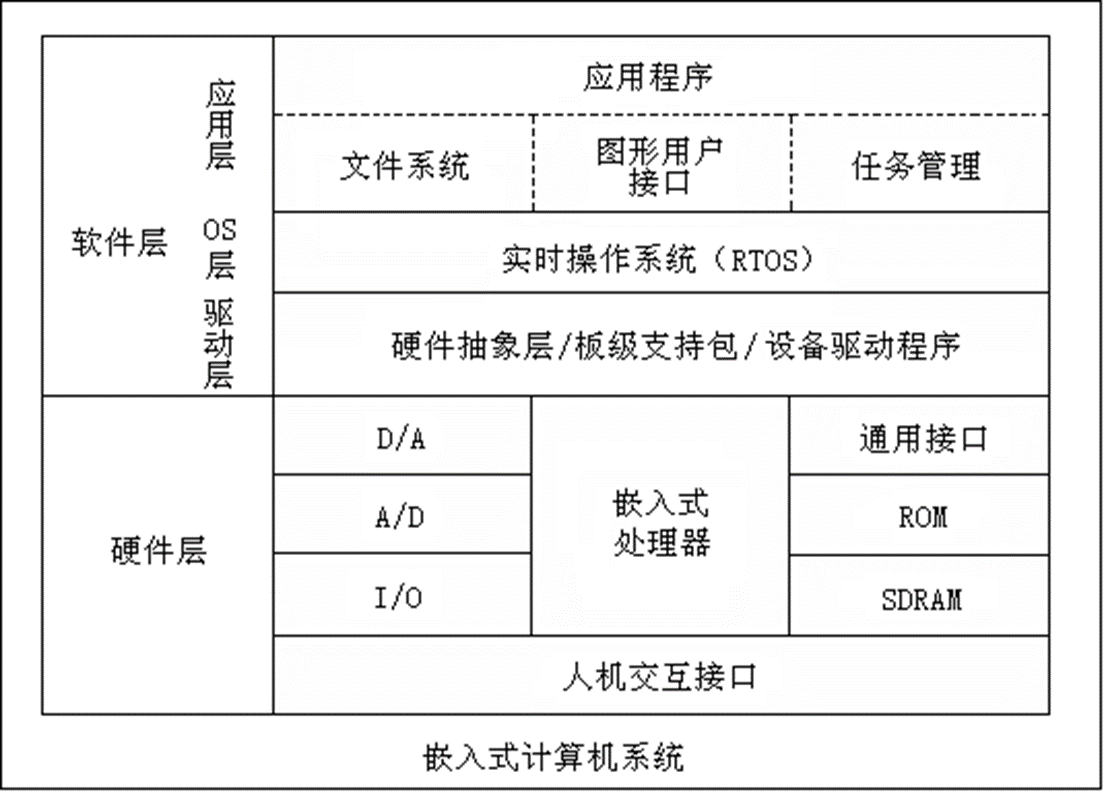 应用程序
应用层
文件系统
图形用户
接口
任务管理
软件层
OS
层
实时操作系统（RTOS）
驱动层
硬件抽象层/板级支持包/设备驱动程序
硬件层
D/A
A/D
I/O
嵌入式
处理器
通用接口
ROM
SDRAM
人机交互接口
嵌入式计算机系统